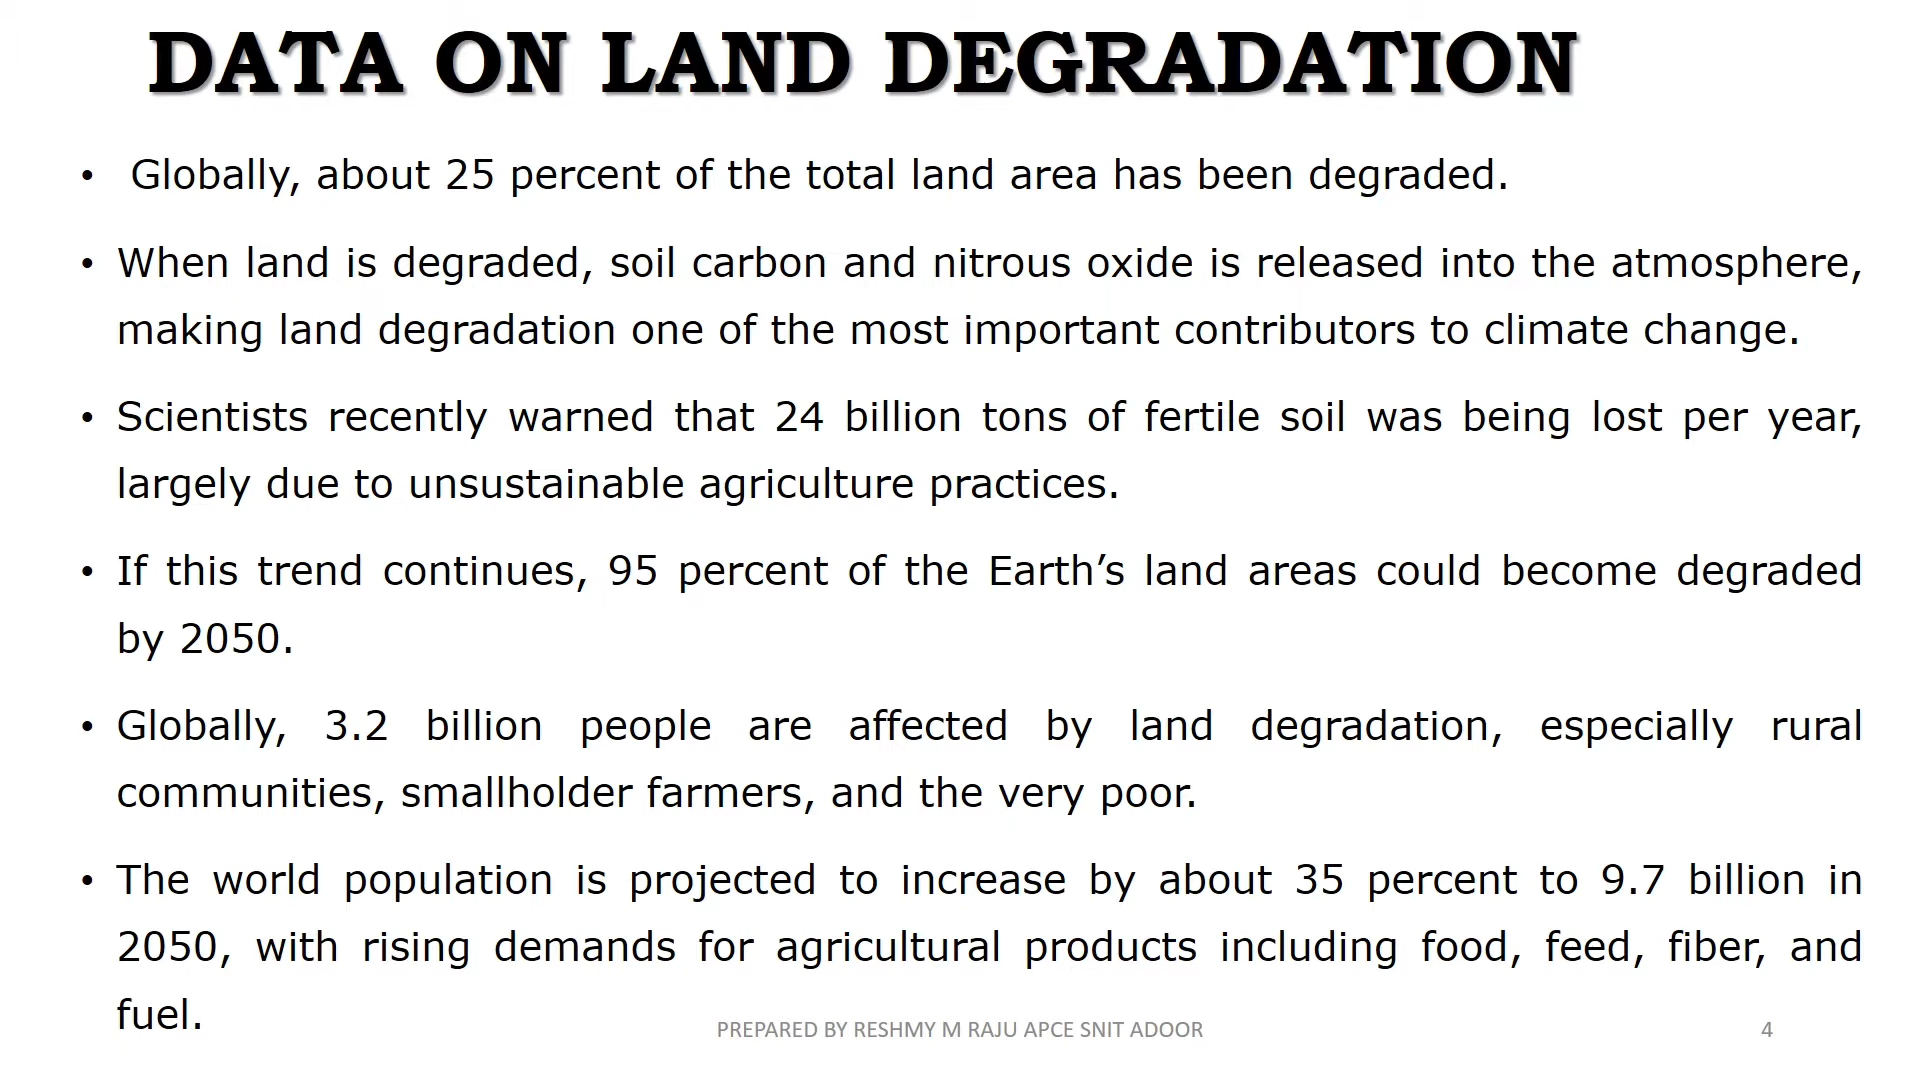 DATA ON LAND DEGRADATION
• Globally, about 25 percent of the total land area has been degraded.
• When land is degraded, soil carbon and nitrous oxide is released into the atmosphere,
making land degradation one of the most important contributors to climate change.
• Scientists recently warned that 24 billion tons of fertile soil was being lost per year,
largely due to unsustainable agriculture practices.
• If this trend continues, 95 percent of the Earth’s land areas could become degraded
by 2050.
• Globally, 3.2 billion people are affected by land degradation, especially rural
communities, smallholder farmers, and the very poor.
• The world population is projected to increase by about 35 percent to 9.7 billion in
2050, with rising demands for agricultural products including food, feed, fiber, and
fuel.
PREPARED BY RESHMY M RAJU APCE SNIT ADOOR
4